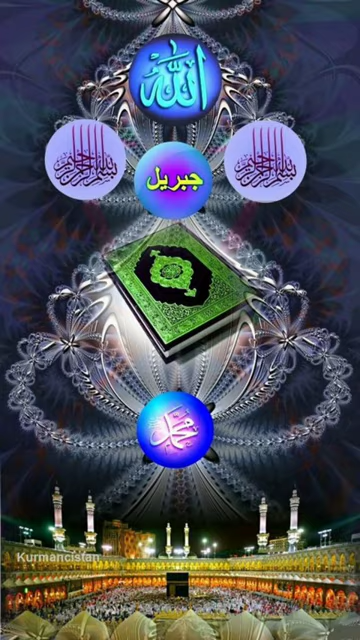 الله
بسم الله الرحمن الرحيم
جبريل
بسم الله الرحمن الرحيم
محمد
Kurmancistan